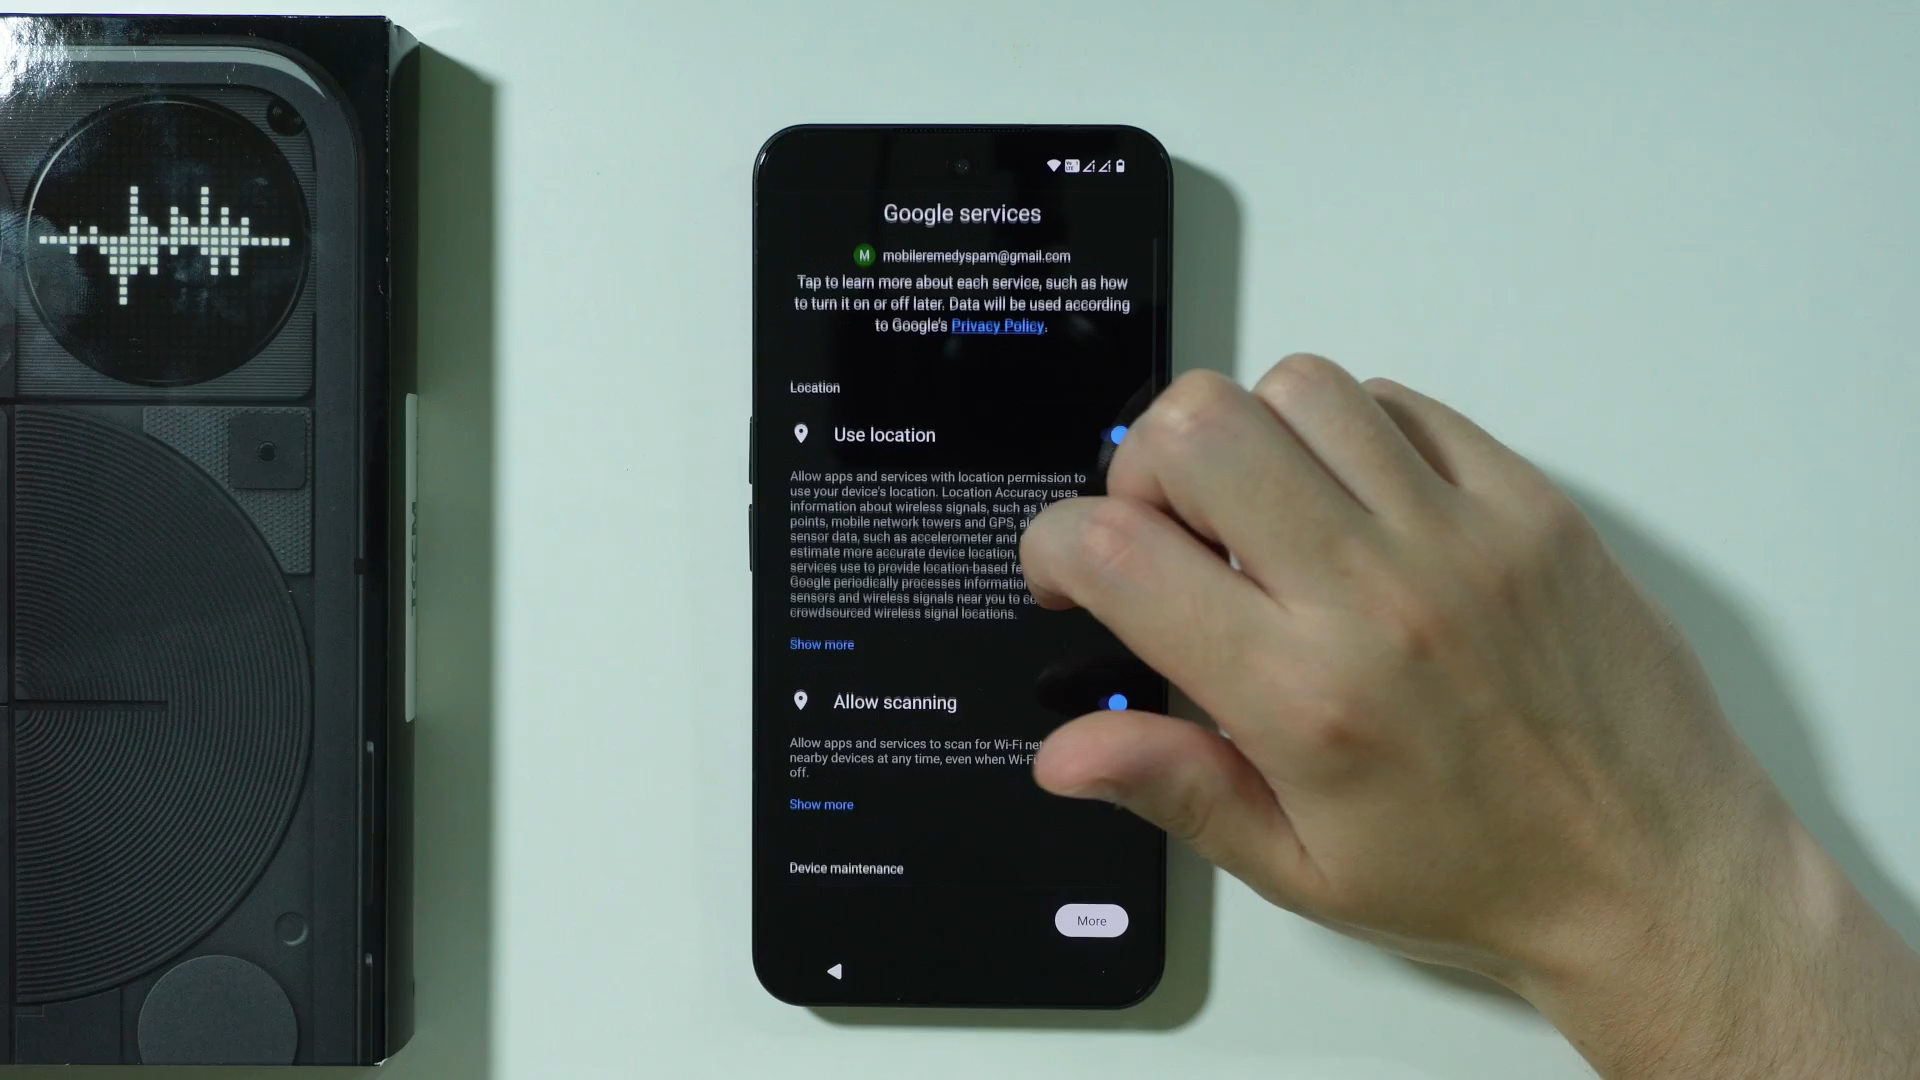 Google services
M mobileremedyspam@gmail.com
Tap to learn more about each service, such as how
to turn it on or off later. Data will be used according
to Google's Privacy Policy.
Location
Use location
Allow apps and services with location permission to
use your device's location. Location Accuracy uses
information about wireless signals, such as
points, mobile network towers and GPS,
sensor data, such as accelerometer and
estimate more accurate device location,
services use to provide location-based
Google periodically processes information
sensors and wireless signals near you to
crowdsourced wireless signal locations.
Show more
Allow scanning
Allow apps and services to scan for Wi-Fi
nearby devices at any time, even when Wi-Fi
off.
Show more
Device maintenance
More